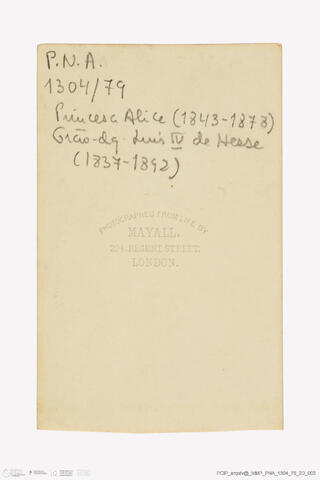 P.N.A.
1304/79
Princesa Alice (1843-1878)
Grão-dq. Luís IV de Hesse
(1837-1892)
PHOTOGRAPHED FROM LIFE BY
MAYALL.
224. REGENT STREET.
LONDON.